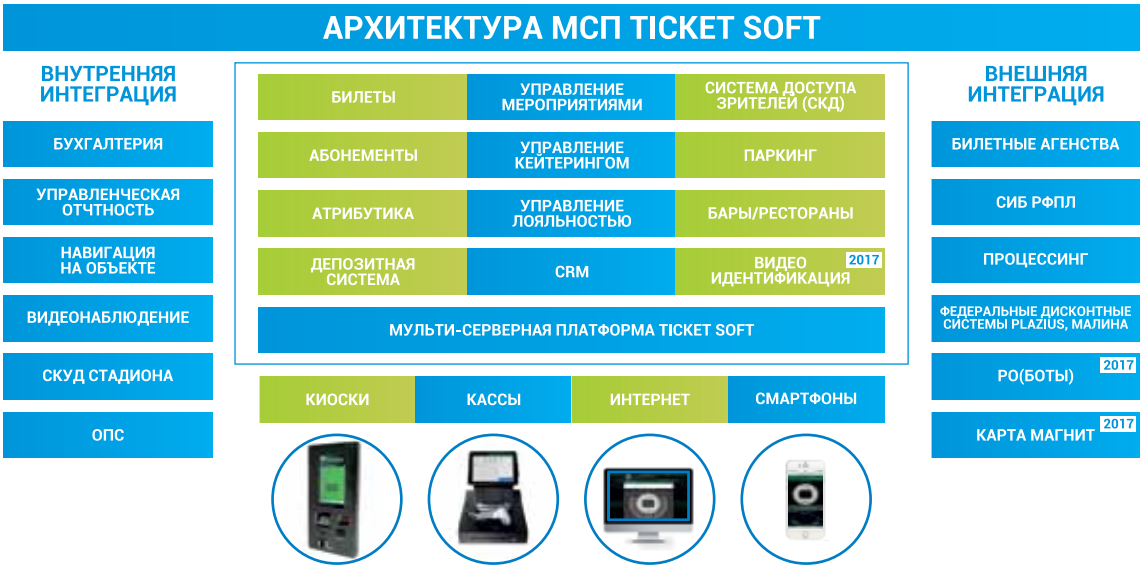 АРХИТЕКТУРА МСП TICKET SOFT
ВНУТРЕННЯЯ
ИНТЕГРАЦИЯ
БУХГАЛТЕРИЯ
УПРАВЛЕНЧЕСКАЯ
ОТЧТНОСТЬ
НАВИГАЦИЯ
НА ОБЪЕКТЕ
ВИДЕОНАБЛЮДЕНИЕ
СКУД СТАДИОНА
ОПС
БИЛЕТЫ
УПРАВЛЕНИЕ
МЕРОПРИЯТИЯМИ
СИСТЕМА ДОСТУПА
ЗРИТЕЛЕЙ (СКД)
АБОНЕМЕНТЫ
УПРАВЛЕНИЕ
КЕЙТЕРИНГОМ
ПАРКИНГ
АТРИБУТИКА
УПРАВЛЕНИЕ
ЛОЯЛЬНОСТЬЮ
БАРЫ/РЕСТОРАНЫ
ДЕПОЗИТНАЯ
СИСТЕМА
CRM
ВИДЕО
ИДЕНТИФИКАЦИЯ
2017
МУЛЬТИ-СЕРВЕРНАЯ ПЛАТФОРМА TICKET SOFT
КИОСКИ
КАССЫ
ИНТЕРНЕТ
СМАРТФОНЫ
ВНЕШНЯЯ
ИНТЕГРАЦИЯ
БИЛЕТНЫЕ АГЕНСТВА
СИБ РФПЛ
ПРОЦЕССИНГ
ФЕДЕРАЛЬНЫЕ ДИСКОНТНЫЕ
СИСТЕМЫ PLAZIUS, МАЛИНА
РО(БОТЫ)
2017
КАРТА МАГНИТ
2017